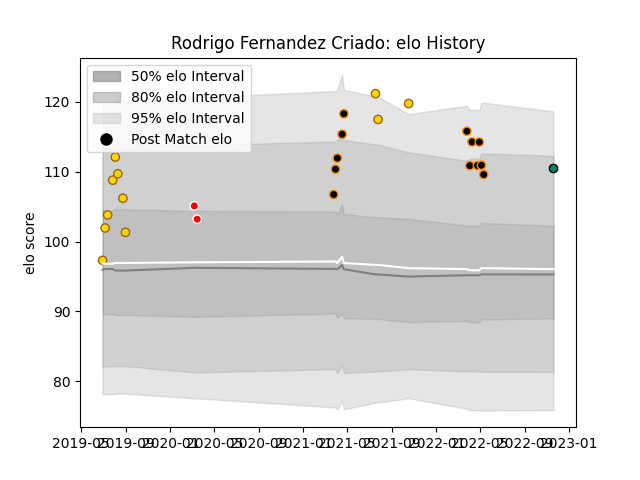 Rodrigo Fernandez Criado: elo History
50% elo Interval
80% elo Interval
95% elo Interval
Post Match elo
elo score
120
110
100
90
80
2019-05 2019-09 2020-01 2020-05 2020-09 2021-01 2021-05 2021-09 2022-01 2022-05 2022-09 2023-01